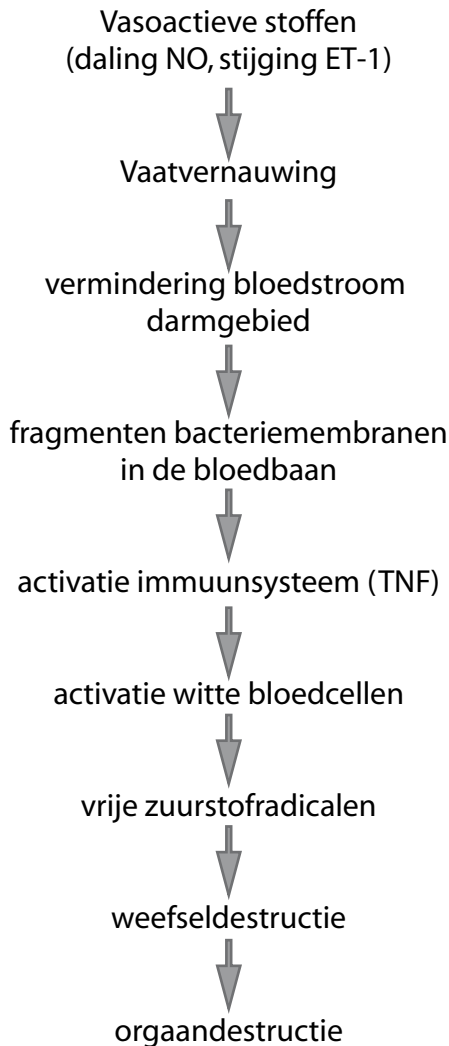 Vasoactieve stoffen
(daling NO, stijging ET-1)
Vaatvernauwing
vermindering bloedstroom
darmgebied
fragmenten bacteriemembranen
in de bloedbaan
activatie immuunsysteem (TNF)
activatie witte bloedcellen
vrije zuurstofradicalen
weefseldestructie
orgaandestructie